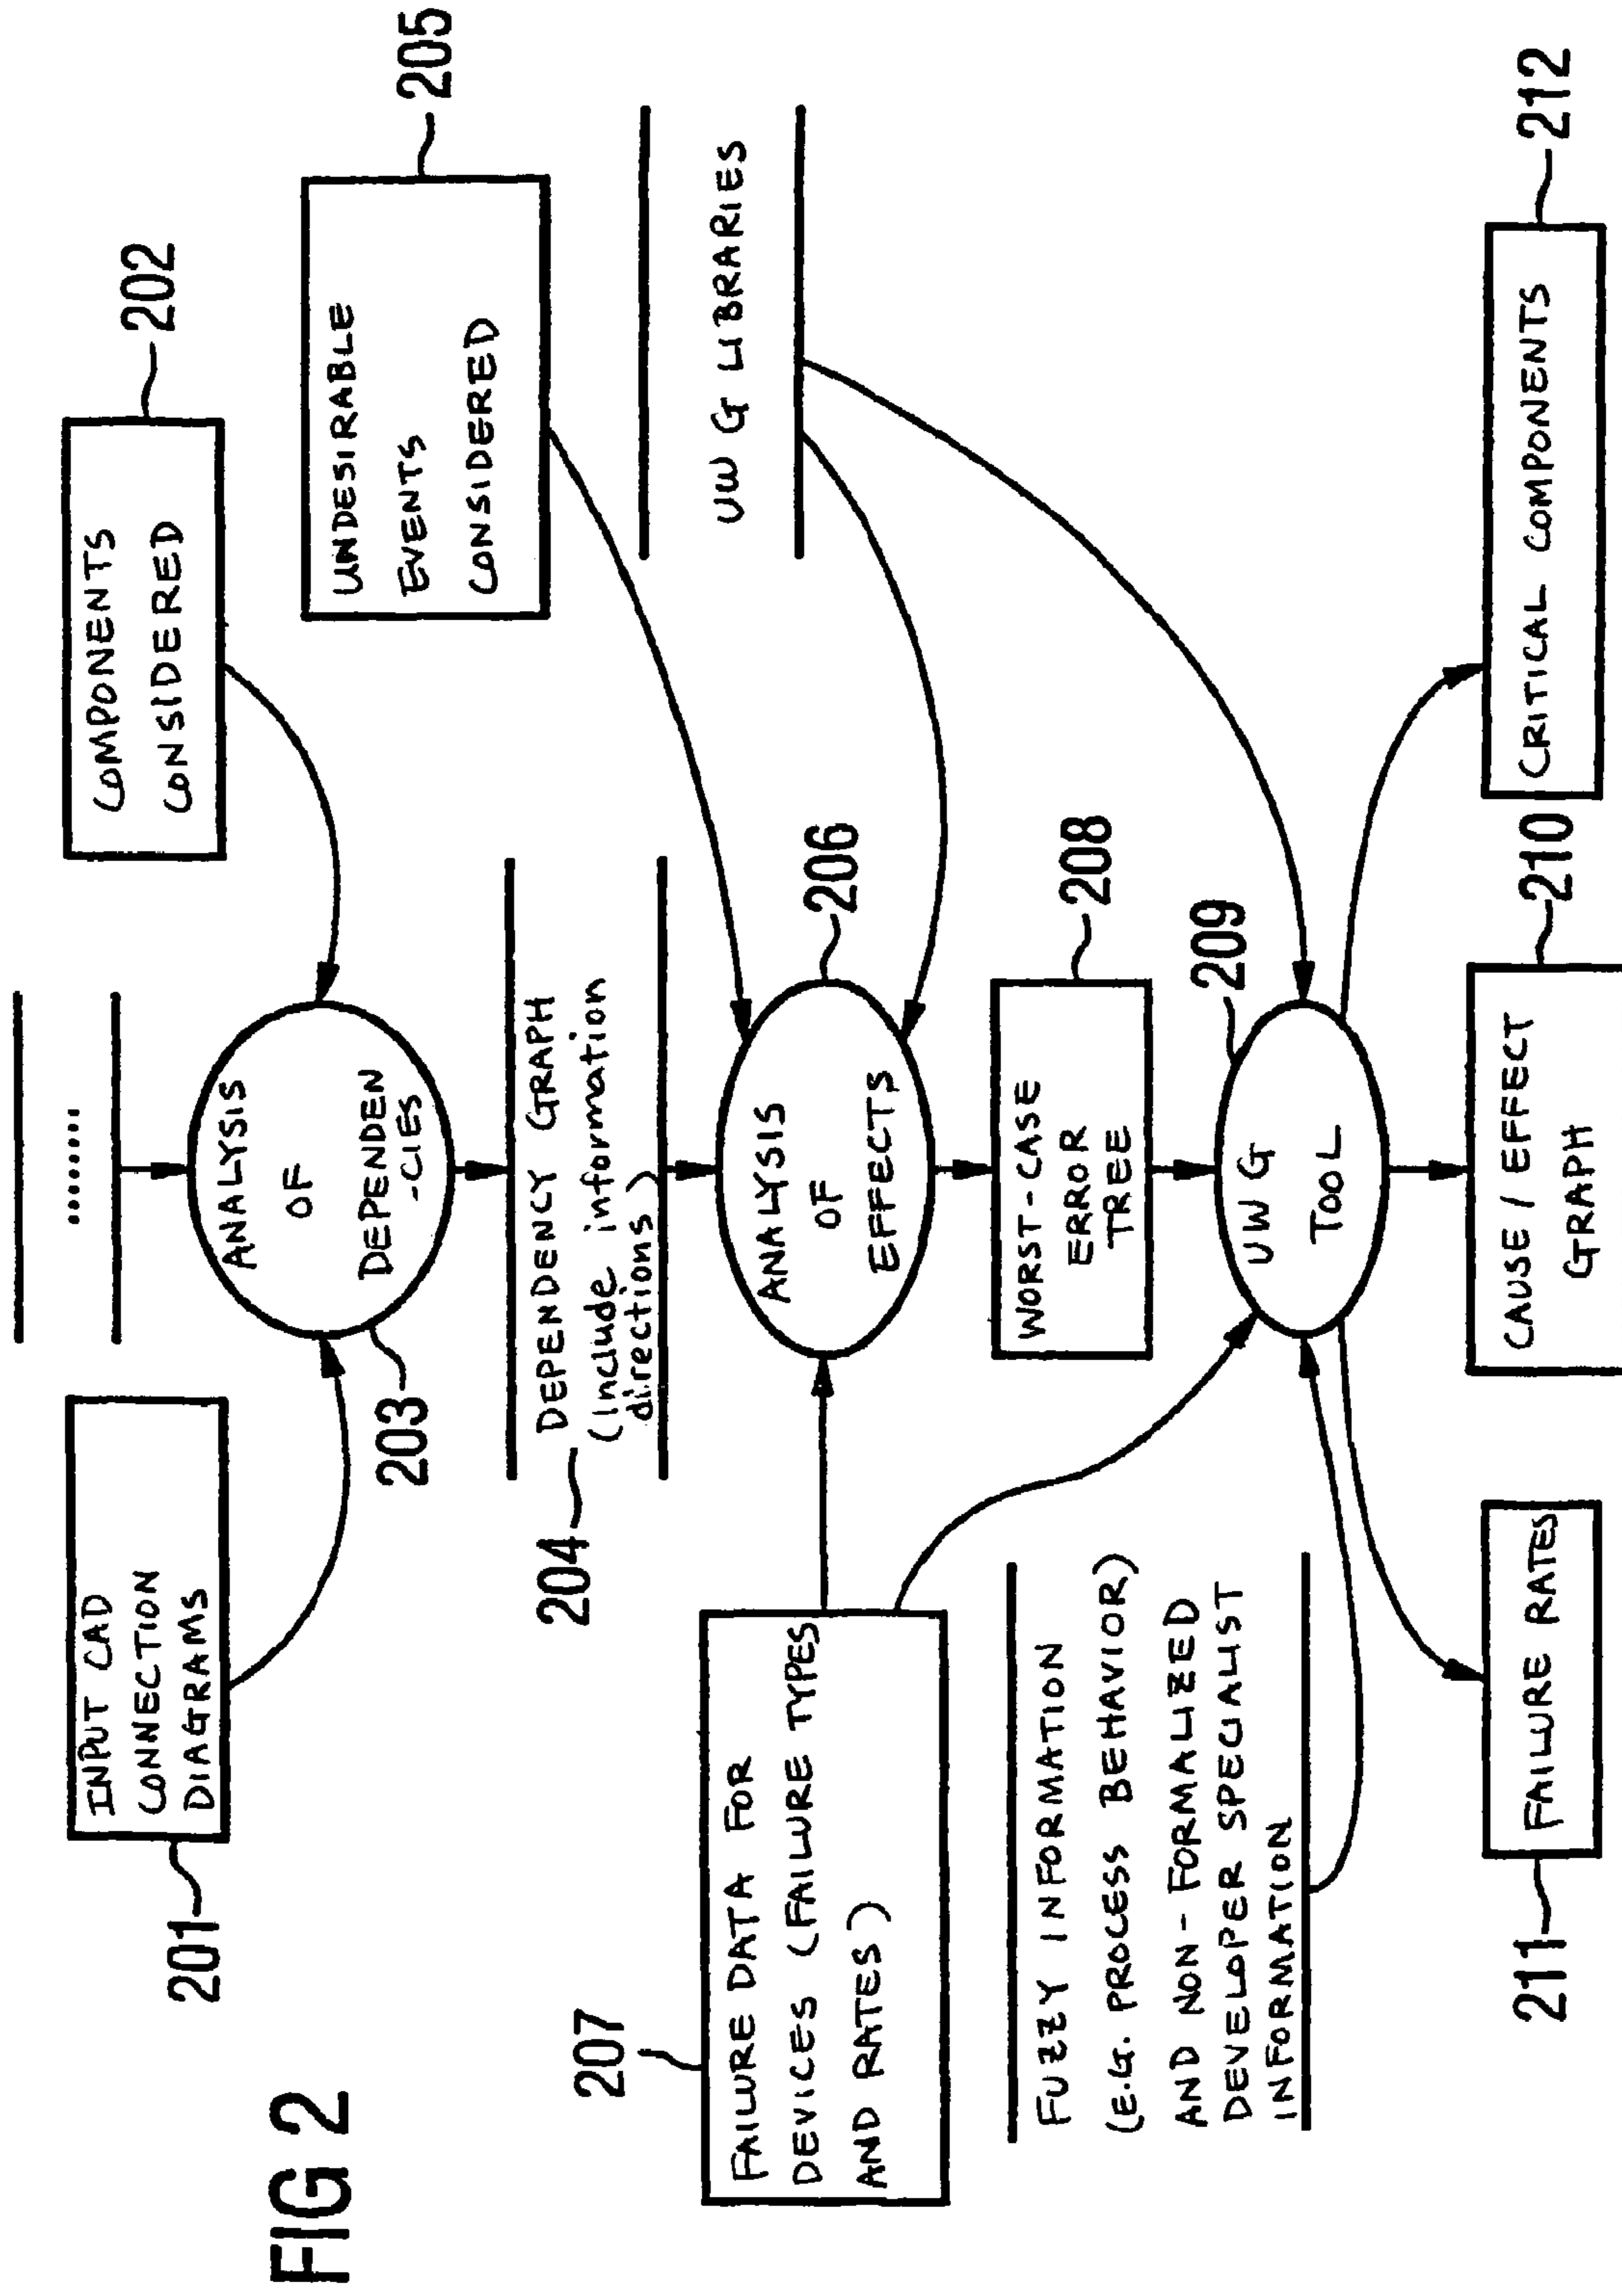 FIG 2
........
INPUT CAD
CONNECTION
DIAGRAMS
201
COMPONENTS
CONSIDERED
202
ANALYSIS
OF
DEPENDEN
-CIES
203
DEPENDENCY GRAPH
(Include information
directions)
204
UNDESIRABLE
EVENTS
CONSIDERED
205
UW G LIBRARIES
207
FAILURE DATA FOR
DEVICES (FAILURE TYPES
AND RATES)
ANALYSIS
OF
EFFECTS
206
WORST-CASE
ERROR
TREE
208
FUZZY INFORMATION
(E.G. PROCESS BEHAVIOR)
AND NON-FORMALIZED
DEVELOPER SPECIALIST
INFORMATION
UW G
TOOL
209
FAILURE RATES
211
CAUSE / EFFECT
GRAPH
210
CRITICAL COMPONENTS
212